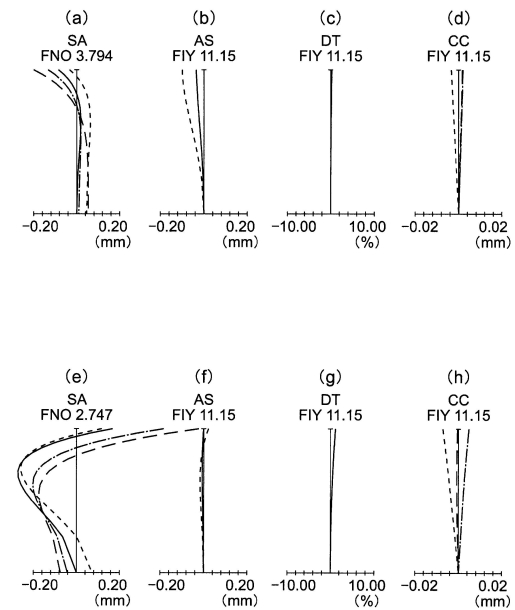 (a) (b) (c) (d)
SA AS DT CC
FNO 3.794 FIY 11.15 FIY 11.15 FIY 11.15
−0.20 0.20 −0.20 0.20 −10.00 10.00 −0.02 0.02
(mm) (mm) (%) (mm)
(e) (f) (g) (h)
SA AS DT CC
FNO 2.747 FIY 11.15 FIY 11.15 FIY 11.15
−0.20 0.20 −0.20 0.20 −10.00 10.00 −0.02 0.02
(mm) (mm) (%) (mm)